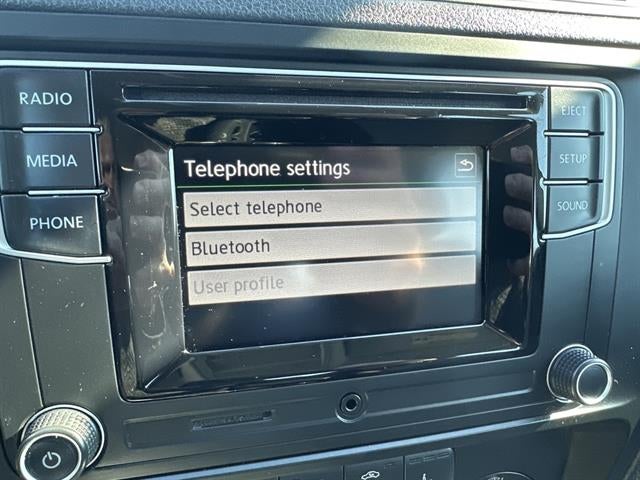 RADIO
MEDIA
PHONE
Telephone settings
Select telephone
Bluetooth
User profile
EJECT
SETUP
SOUND